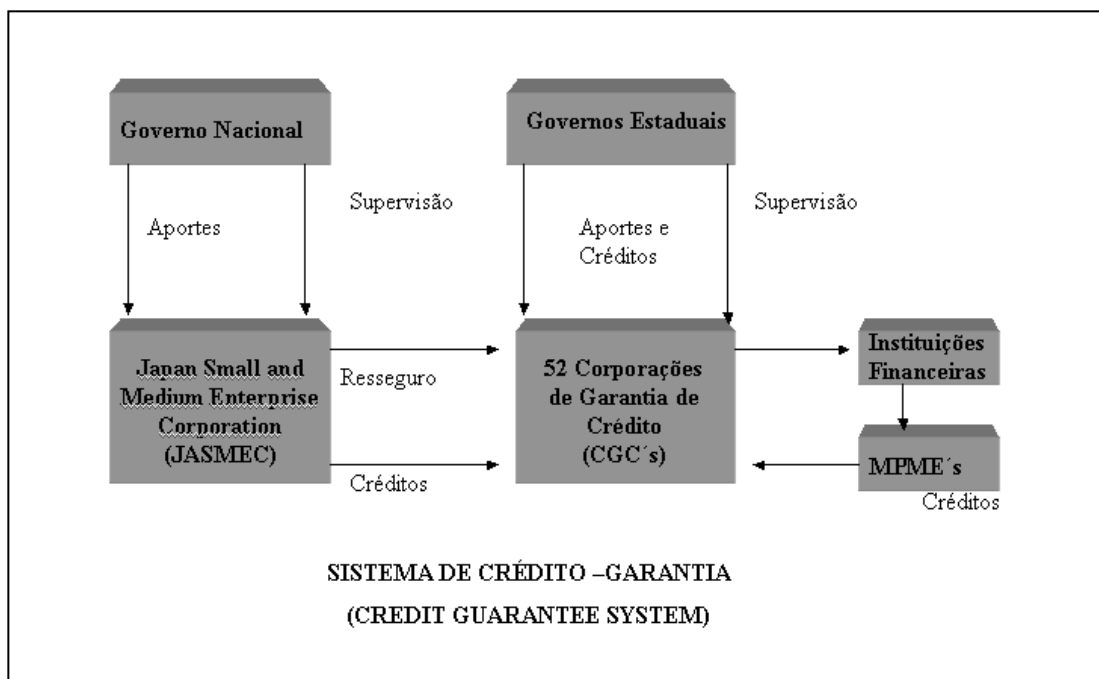 Governo Nacional
Governos Estaduais
Supervisão
Supervisão
Aportes
Aportes e
Créditos
Japan Small and
Medium Enterprise
Corporation
(JASMEC)
Resseguro
Créditos
52 Corporações
de Garantia de
Crédito
(CGC´s)
Instituições
Financeiras
MPME´s
Créditos
SISTEMA DE CRÉDITO –GARANTIA
(CREDIT GUARANTEE SYSTEM)